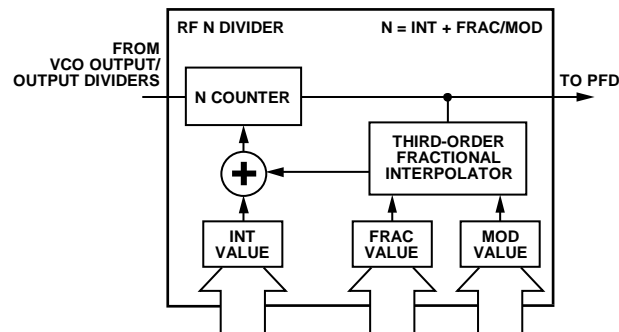 RF N DIVIDER
N = INT + FRAC/MOD
FROM
VCO OUTPUT/
OUTPUT DIVIDERS
N COUNTER
TO PFD
THIRD-ORDER
FRACTIONAL
INTERPOLATOR
+
INT
VALUE
FRAC
VALUE
MOD
VALUE